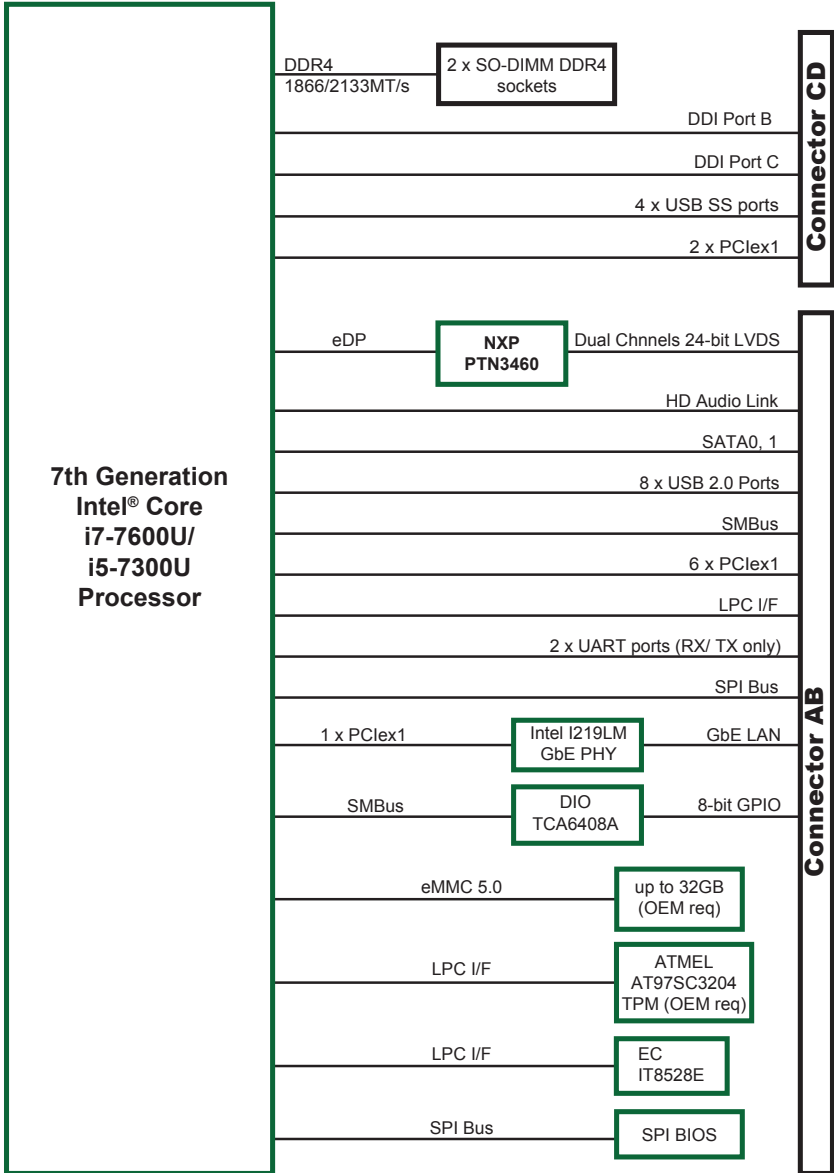 7th Generation
Intel® Core
i7-7600U/
i5-7300U
Processor
DDR4
1866/2133MT/s
2 x SO-DIMM DDR4
sockets
DDI Port B
DDI Port C
4 x USB SS ports
2 x PCIex1
Connector CD
eDP
NXP
PTN3460
Dual Chnnels 24-bit LVDS
HD Audio Link
SATA0, 1
8 x USB 2.0 Ports
SMBus
6 x PCIex1
LPC I/F
2 x UART ports (RX/ TX only)
SPI Bus
1 x PCIex1
Intel I219LM
GbE PHY
GbE LAN
SMBus
DIO
TCA6408A
8-bit GPIO
Connector AB
eMMC 5.0
up to 32GB
(OEM req)
LPC I/F
ATMEL
AT97SC3204
TPM (OEM req)
LPC I/F
EC
IT8528E
SPI Bus
SPI BIOS